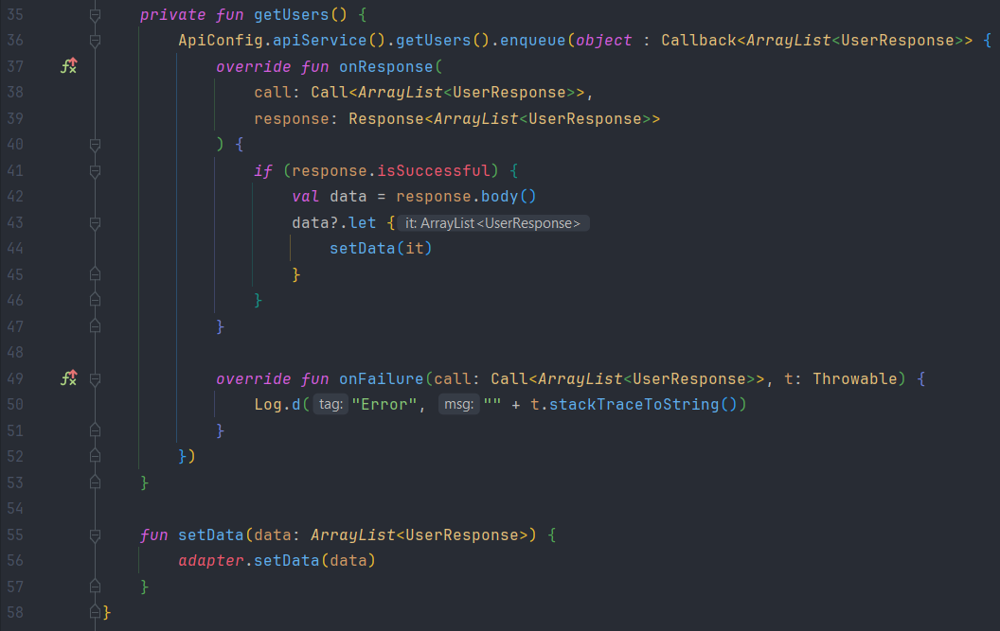 35 private fun getUsers() {
36 ApiConfig.apiService().getUsers().enqueue(object : Callback<ArrayList<UserResponse>> {
37 override fun onResponse(
38 call: Call<ArrayList<UserResponse>>,
39 response: Response<ArrayList<UserResponse>>
40 ) {
41 if (response.isSuccessful) {
42 val data = response.body()
43 data?.let { it: ArrayList<UserResponse>
44 setData(it)
45 }
46 }
47 }
48
49 override fun onFailure(call: Call<ArrayList<UserResponse>>, t: Throwable) {
50 Log.d( tag: "Error", msg: "" + t.stackTraceToString())
51 }
52 })
53 }
54
55 fun setData(data: ArrayList<UserResponse>) {
56 adapter.setData(data)
57 }
58 }